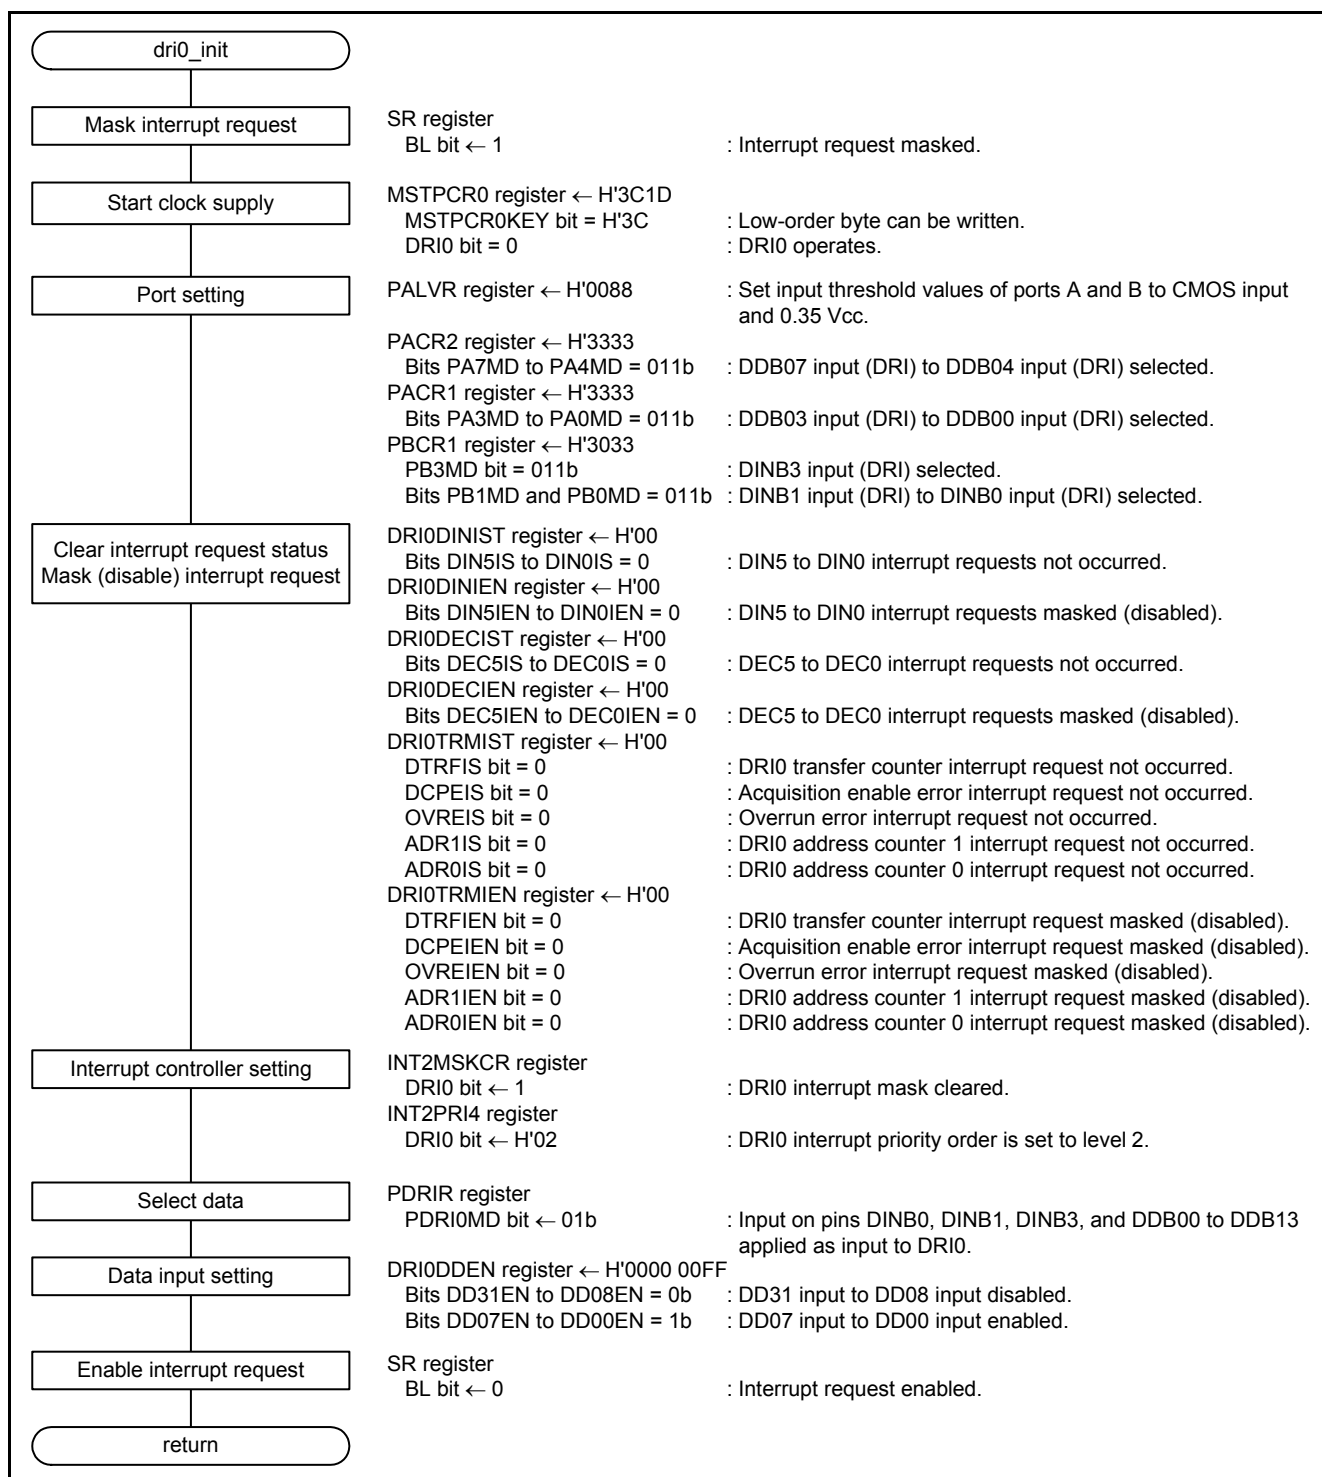 dri0_init
Mask interrupt request
SR register
BL bit ← 1 : Interrupt request masked.
Start clock supply
MSTPCR0 register ← H'3C1D
MSTPCR0KEY bit = H'3C : Low-order byte can be written.
DRI0 bit = 0 : DRI0 operates.
Port setting
PALVR register ← H'0088 : Set input threshold values of ports A and B to CMOS input
and 0.35 Vcc.
PACR2 register ← H'3333
Bits PA7MD to PA4MD = 011b : DDB07 input (DRI) to DDB04 input (DRI) selected.
PACR1 register ← H'3333
Bits PA3MD to PA0MD = 011b : DDB03 input (DRI) to DDB00 input (DRI) selected.
PBCR1 register ← H'3033
PB3MD bit = 011b : DINB3 input (DRI) selected.
Bits PB1MD and PB0MD = 011b : DINB1 input (DRI) to DINB0 input (DRI) selected.
Clear interrupt request status
Mask (disable) interrupt request
DRI0DINIST register ← H'00
Bits DIN5IS to DIN0IS = 0 : DIN5 to DIN0 interrupt requests not occurred.
DRI0DINIEN register ← H'00
Bits DIN5IEN to DIN0IEN = 0 : DIN5 to DIN0 interrupt requests masked (disabled).
DRI0DECIST register ← H'00
Bits DEC5IS to DEC0IS = 0 : DEC5 to DEC0 interrupt requests not occurred.
DRI0DECIEN register ← H'00
Bits DEC5IEN to DEC0IEN = 0 : DEC5 to DEC0 interrupt requests masked (disabled).
DRI0TRMIST register ← H'00
DTRFIS bit = 0 : DRI0 transfer counter interrupt request not occurred.
DCPEIS bit = 0 : Acquisition enable error interrupt request not occurred.
OVREIS bit = 0 : Overrun error interrupt request not occurred.
ADR1IS bit = 0 : DRI0 address counter 1 interrupt request not occurred.
ADR0IS bit = 0 : DRI0 address counter 0 interrupt request not occurred.
DRI0TRMIEN register ← H'00
DTRFIEN bit = 0 : DRI0 transfer counter interrupt request masked (disabled).
DCPEIEN bit = 0 : Acquisition enable error interrupt request masked (disabled).
OVREIEN bit = 0 : Overrun error interrupt request masked (disabled).
ADR1IEN bit = 0 : DRI0 address counter 1 interrupt request masked (disabled).
ADR0IEN bit = 0 : DRI0 address counter 0 interrupt request masked (disabled).
Interrupt controller setting
INT2MSKCR register
DRI0 bit ← 1 : DRI0 interrupt mask cleared.
INT2PRI4 register
DRI0 bit ← H'02 : DRI0 interrupt priority order is set to level 2.
Select data
PDRIR register
PDRI0MD bit ← 01b : Input on pins DINB0, DINB1, DINB3, and DDB00 to DDB13
applied as input to DRI0.
Data input setting
DRI0DDEN register ← H'0000 00FF
Bits DD31EN to DD08EN = 0b : DD31 input to DD08 input disabled.
Bits DD07EN to DD00EN = 1b : DD07 input to DD00 input enabled.
Enable interrupt request
SR register
BL bit ← 0 : Interrupt request enabled.
return